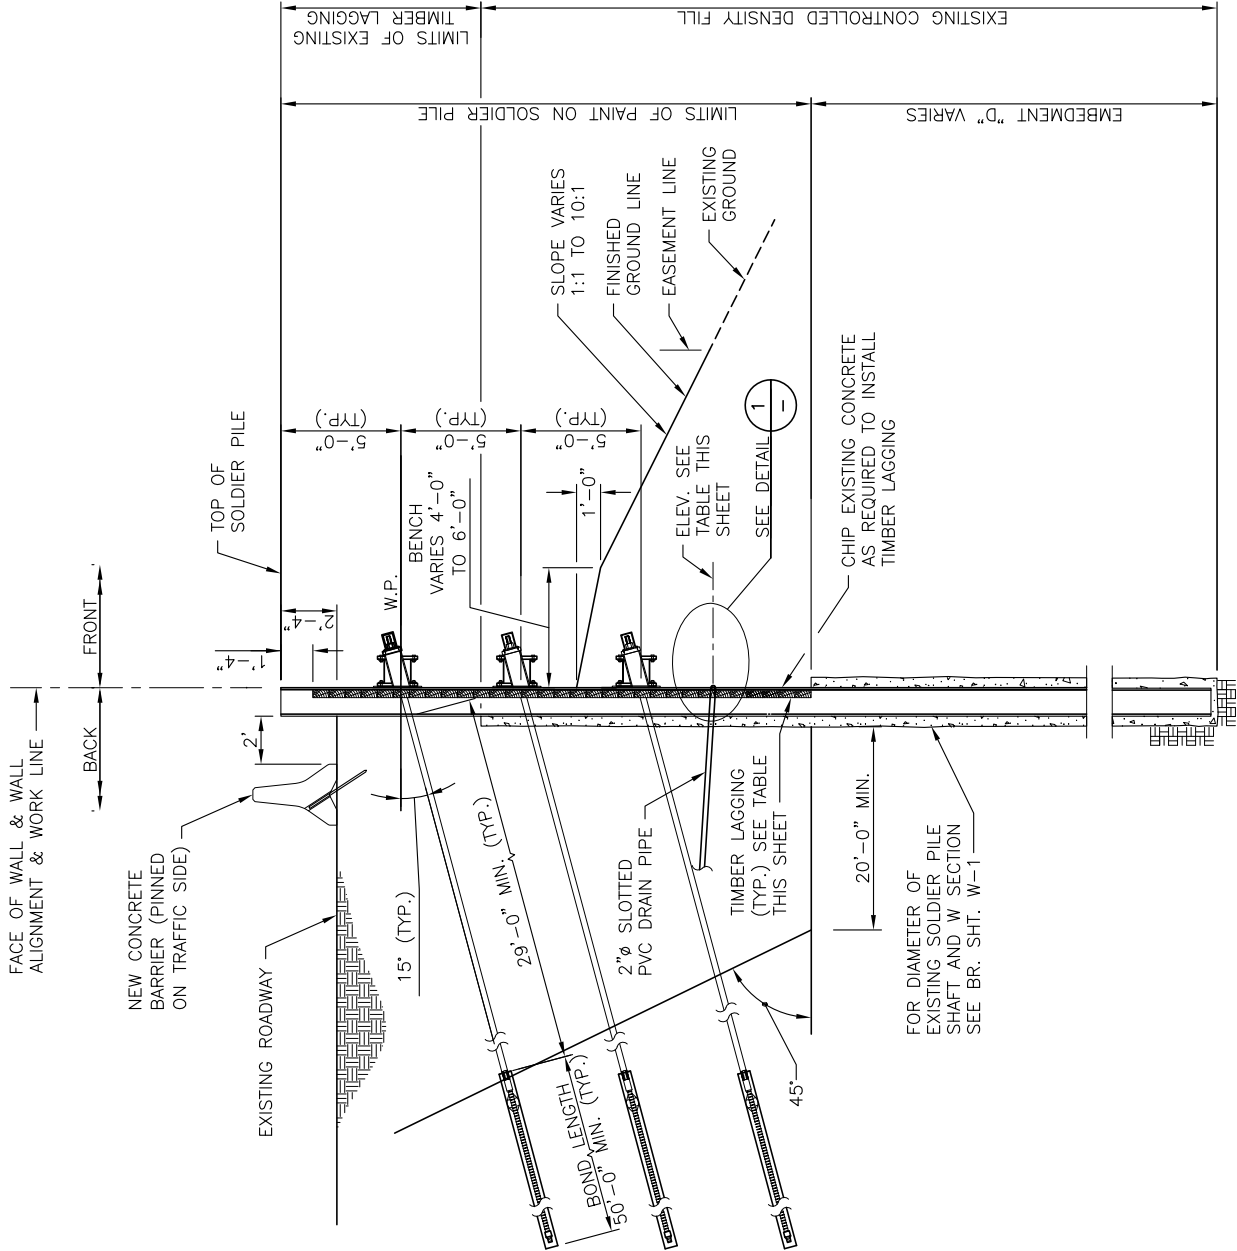 FACE OF WALL & WALL
ALIGNMENT & WORK LINE
BACK
FRONT
TOP OF
SOLDIER PILE
NEW CONCRETE
BARRIER (PINNED
ON TRAFFIC SIDE)
2'
1'-4"
2'-4"
EXISTING ROADWAY
W.P.
BENCH
VARIES 4'-0"
TO 6'-0"
5'-0"
(TYP.)
5'-0"
(TYP.)
5'-0"
(TYP.)
1'-0"
15° (TYP.)
29'-0" MIN. (TYP.)
BOND LENGTH
50'-0" MIN. (TYP.)
45°
2"ø SLOTTED
PVC DRAIN PIPE
TIMBER LAGGING
(TYP.) SEE TABLE
THIS SHEET
20'-0" MIN.
FOR DIAMETER OF
EXISTING SOLDIER PILE
SHAFT AND W SECTION
SEE BR. SHT. W-1
ELEV. SEE
TABLE THIS
SHEET
SEE DETAIL
1
-
CHIP EXISTING CONCRETE
AS REQUIRED TO INSTALL
TIMBER LAGGING
SLOPE VARIES
1:1 TO 10:1
FINISHED
GROUND LINE
EASEMENT LINE
EXISTING
GROUND
LIMITS OF PAINT ON SOLDIER PILE
EMBEDMENT "D" VARIES
LIMITS OF EXISTING
TIMBER LAGGING
EXISTING CONTROLLED DENSITY FILL